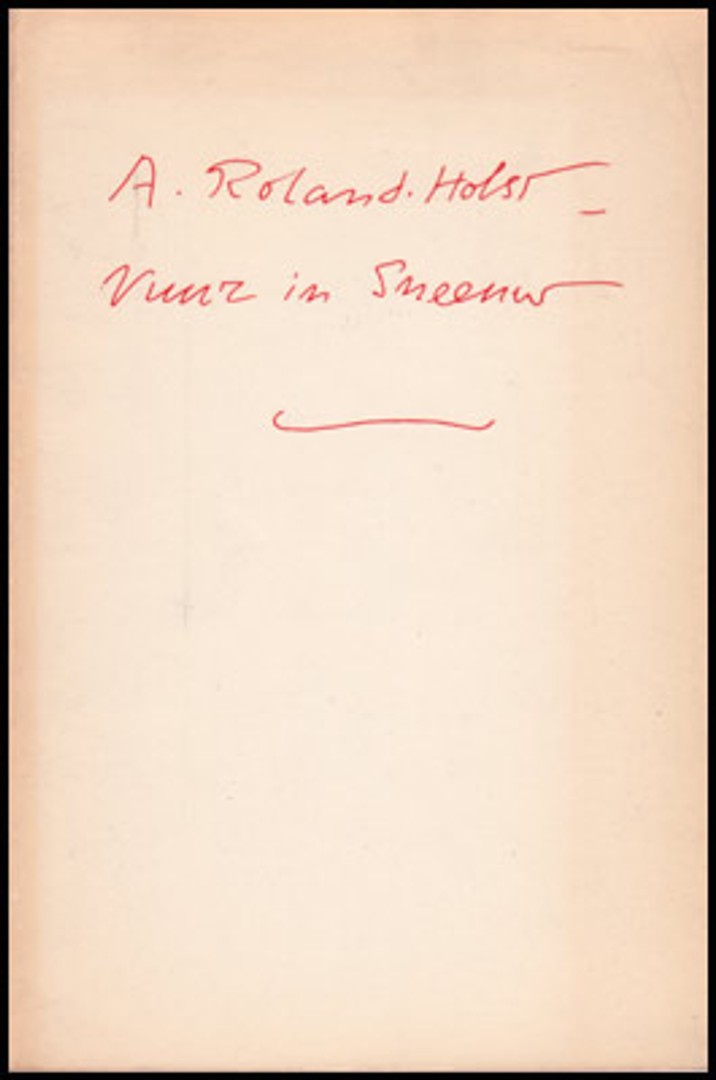 A. Roland. Holst –
Vuur in Sneeuw